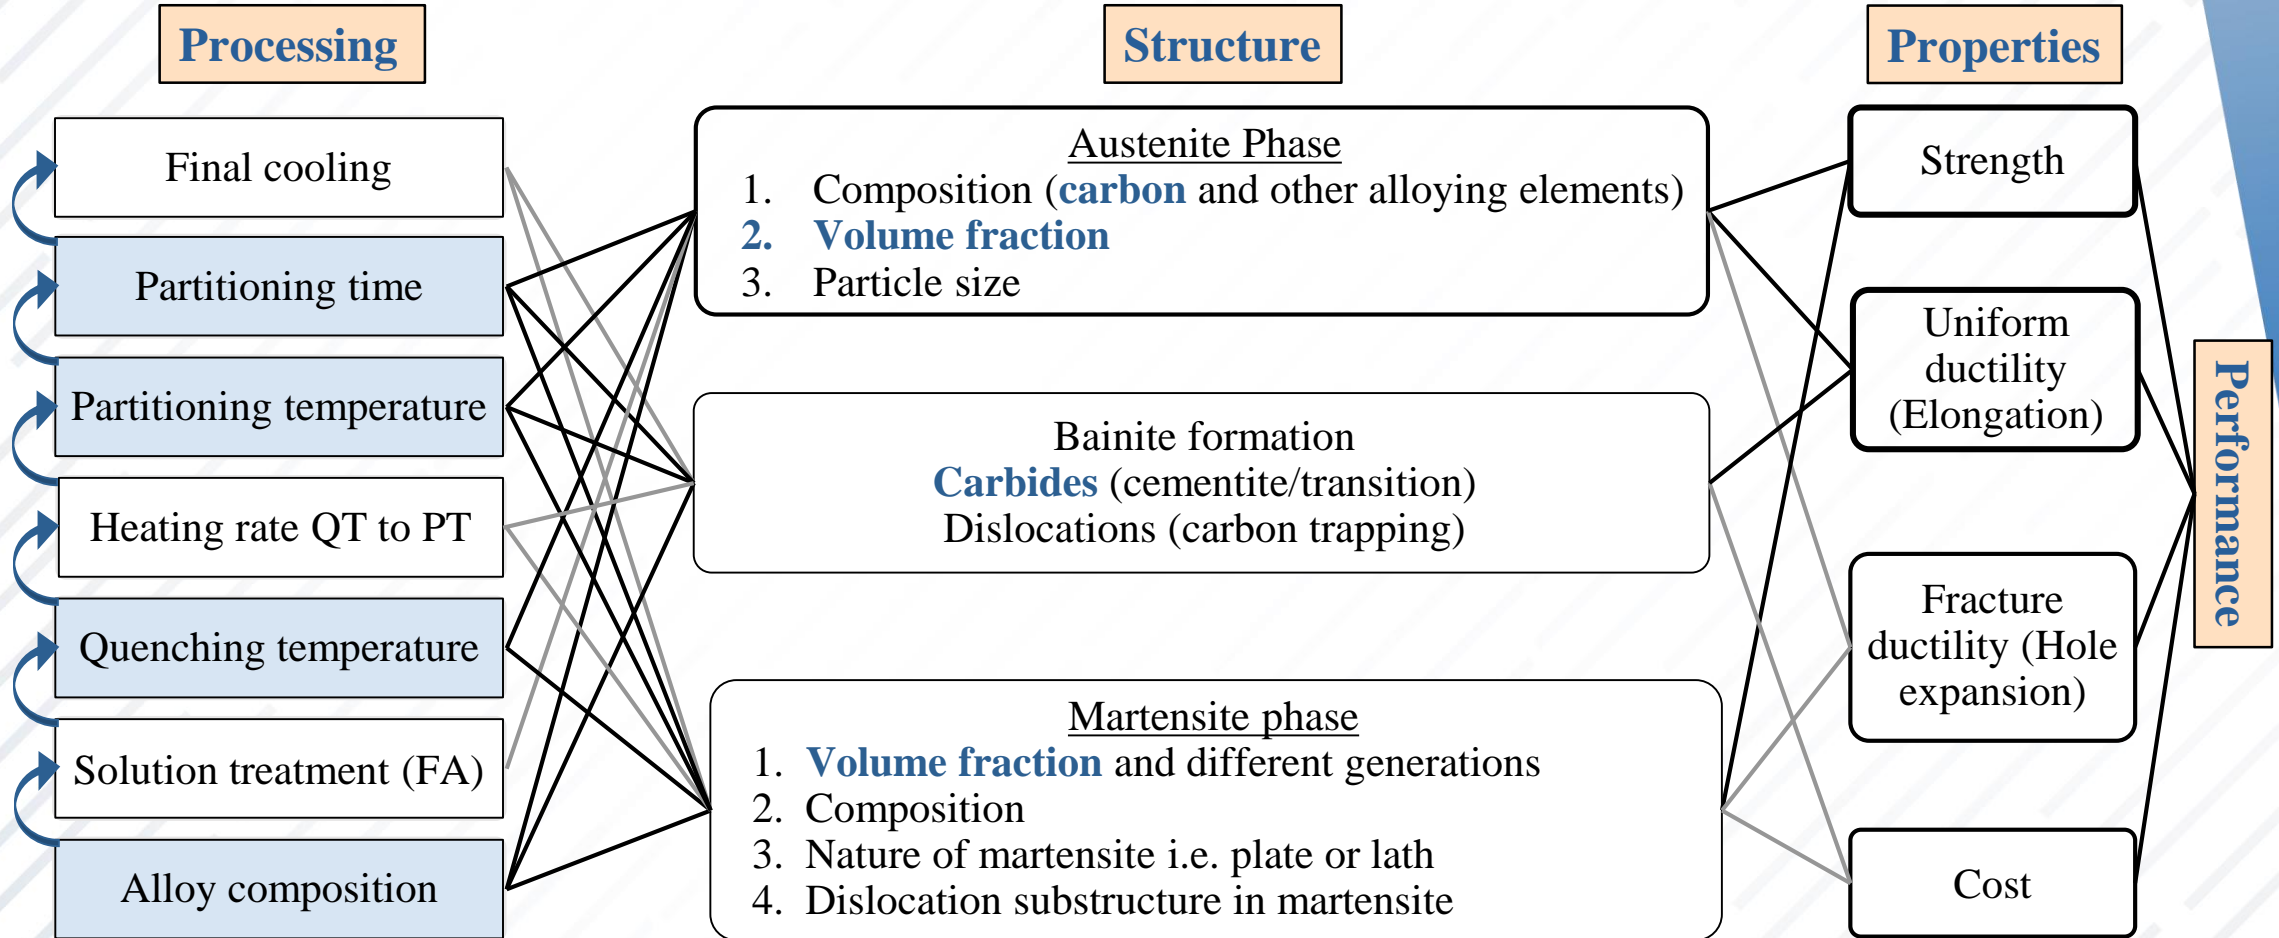 Processing
Structure
Properties
Final cooling
Partitioning time
Partitioning temperature
Heating rate QT to PT
Quenching temperature
Solution treatment (FA)
Alloy composition
Austenite Phase
1. Composition (carbon and other alloying elements)
2. Volume fraction
3. Particle size
Bainite formation
Carbides (cementite/transition)
Dislocations (carbon trapping)
Martensite phase
1. Volume fraction and different generations
2. Composition
3. Nature of martensite i.e. plate or lath
4. Dislocation substructure in martensite
Strength
Uniform
ductility
(Elongation)
Fracture
ductility (Hole
expansion)
Cost
Performance